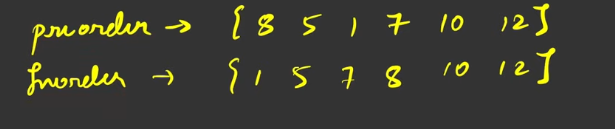 preorder → [ 8 5 1 7 10 12 ]
Inorder → { 1 5 7 8 10 12 ]